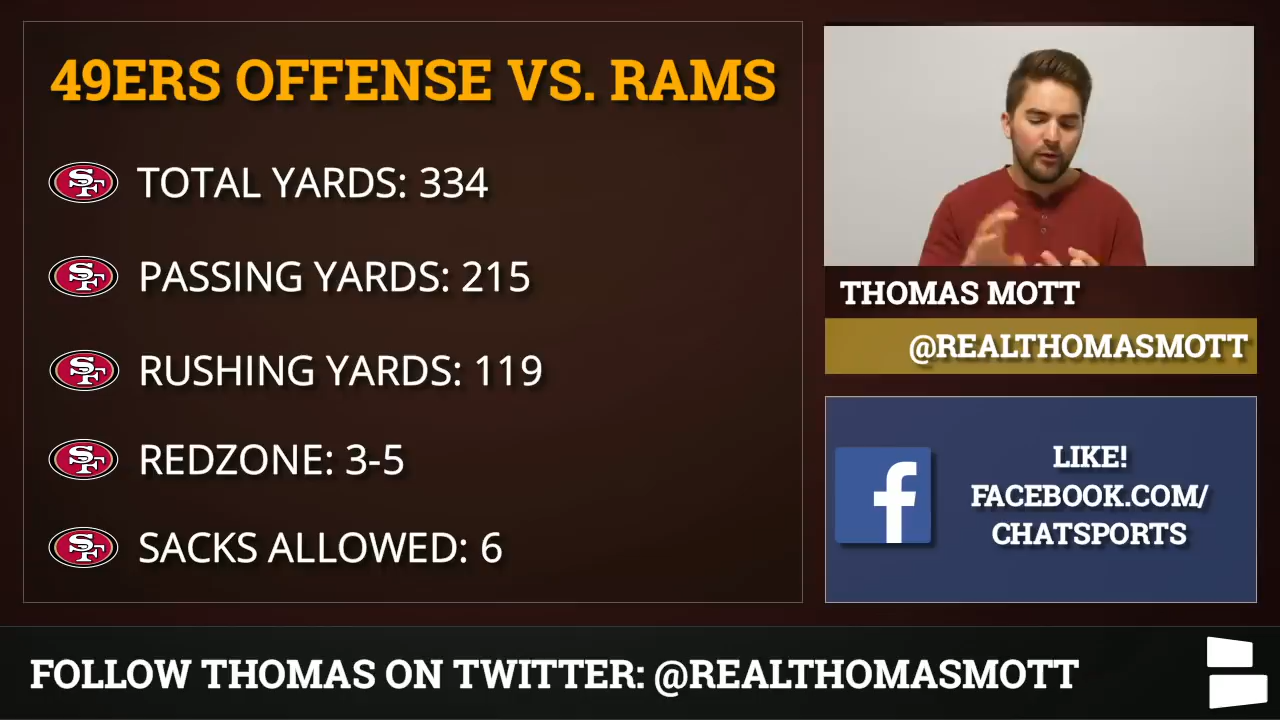 49ERS OFFENSE VS. RAMS
SF TOTAL YARDS: 334
SF PASSING YARDS: 215
SF RUSHING YARDS: 119
SF REDZONE: 3-5
SF SACKS ALLOWED: 6
THOMAS MOTT
@REALTHOMASMOTT
f
LIKE!
FACEBOOK.COM/
CHATSPORTS
FOLLOW THOMAS ON TWITTER: @REALTHOMASMOTT